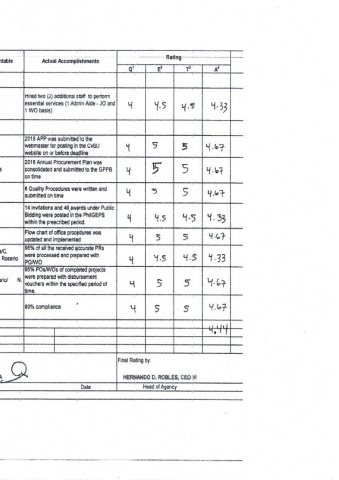 ntable
Actual Accomplishments
Rating
Q¹ E² T³ A⁴
Hired two (2) additional staff to perform
essential services (1 Admin Aide - JO and
1 WO basis)
4 4.5 4.5 4.33
2018 APP was submitted to the
webmaster for posting in the CvSU
website on or before deadline
4 5 5 4.67
2018 Annual Procurement Plan was
consolidated and submitted to the GPPB
on time
4 5 5 4.67
6 Quality Procedures were written and
submitted on time
4 5 5 4.67
14 invitations and 48 awards under Public
Bidding were posted in the PhilGEPS
within the prescribed period.
4 4.5 4.5 4.33
Flow chart of office procedures was
updated and implemented
4 5 5 4.67
Rosario
95% of all the received accurate PRs
were processed and prepared with
PO/WO
4 4.5 4.5 4.33
N.
95% POs/WOs of completed projects
were prepared with disbursement
vouchers within the specified period of
time.
4 5 5 4.67
80% compliance
4 5 5 4.67
4.44
Final Rating by:
HERNANDO D. ROBLES, CEO VI
Date
Head of Agency